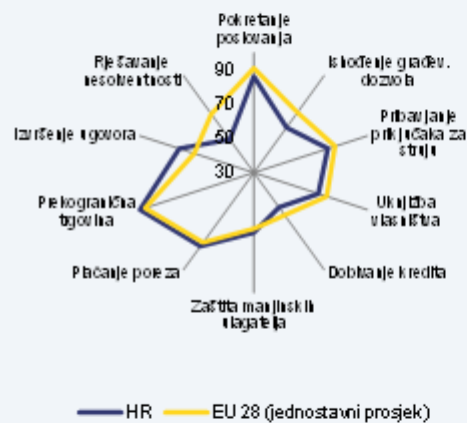 Pokretanje
poslovanja
Ishođenje građev.
dozvola
Pribavljanje
priključaka za
struju
Uknjižba
vlasništva
Dobivanje kredita
Zaštita manjinskih
ulagatelja
Plaćanje poreza
Prekogranična
trgovina
Izvršenje ugovora
Rješavanje
nesolventnosti
90
70
50
30
HR
EU 28 (jednostavni prosjek)